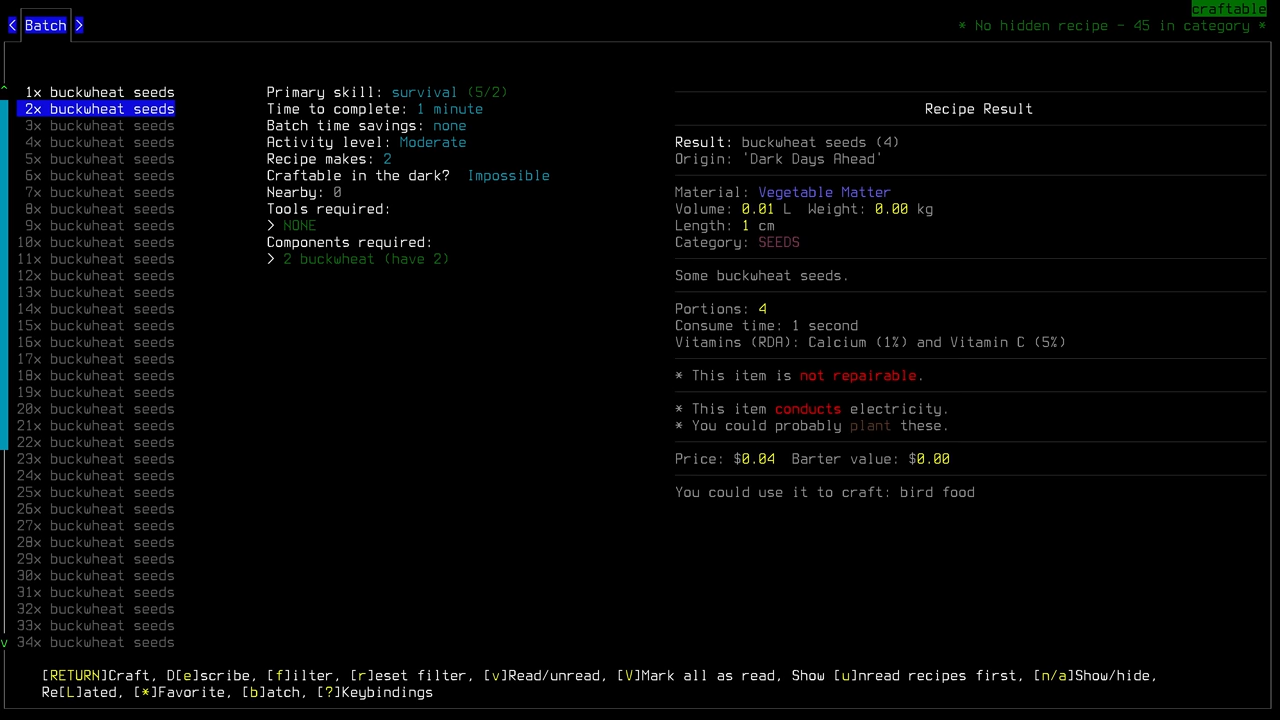 craftable
< Batch >
* No hidden recipe - 45 in category *
1x buckwheat seeds
2x buckwheat seeds
3x buckwheat seeds
4x buckwheat seeds
5x buckwheat seeds
6x buckwheat seeds
7x buckwheat seeds
8x buckwheat seeds
9x buckwheat seeds
10x buckwheat seeds
11x buckwheat seeds
12x buckwheat seeds
13x buckwheat seeds
14x buckwheat seeds
15x buckwheat seeds
16x buckwheat seeds
17x buckwheat seeds
18x buckwheat seeds
19x buckwheat seeds
20x buckwheat seeds
21x buckwheat seeds
22x buckwheat seeds
23x buckwheat seeds
24x buckwheat seeds
25x buckwheat seeds
26x buckwheat seeds
27x buckwheat seeds
28x buckwheat seeds
29x buckwheat seeds
30x buckwheat seeds
31x buckwheat seeds
32x buckwheat seeds
33x buckwheat seeds
34x buckwheat seeds
Primary skill: survival (5/2)
Time to complete: 1 minute
Batch time savings: none
Activity level: Moderate
Recipe makes: 2
Craftable in the dark? Impossible
Nearby: 0
Tools required:
> NONE
Components required:
> 2 buckwheat (have 2)
Recipe Result
Result: buckwheat seeds (4)
Origin: 'Dark Days Ahead'
Material: Vegetable Matter
Volume: 0.01 L Weight: 0.00 kg
Length: 1 cm
Category: SEEDS
Some buckwheat seeds.
Portions: 4
Consume time: 1 second
Vitamins (RDA): Calcium (1%) and Vitamin C (5%)
* This item is not repairable.
* This item conducts electricity.
* You could probably plant these.
Price: $0.04 Barter value: $0.00
You could use it to craft: bird food
[RETURN]Craft, D[e]scribe, [f]ilter, [r]eset filter, [v]Read/unread, [V]Mark all as read, Show [u]nread recipes first, [n/a]Show/hide,
Re[L]ated, [*]Favorite, [b]atch, [?]Keybindings